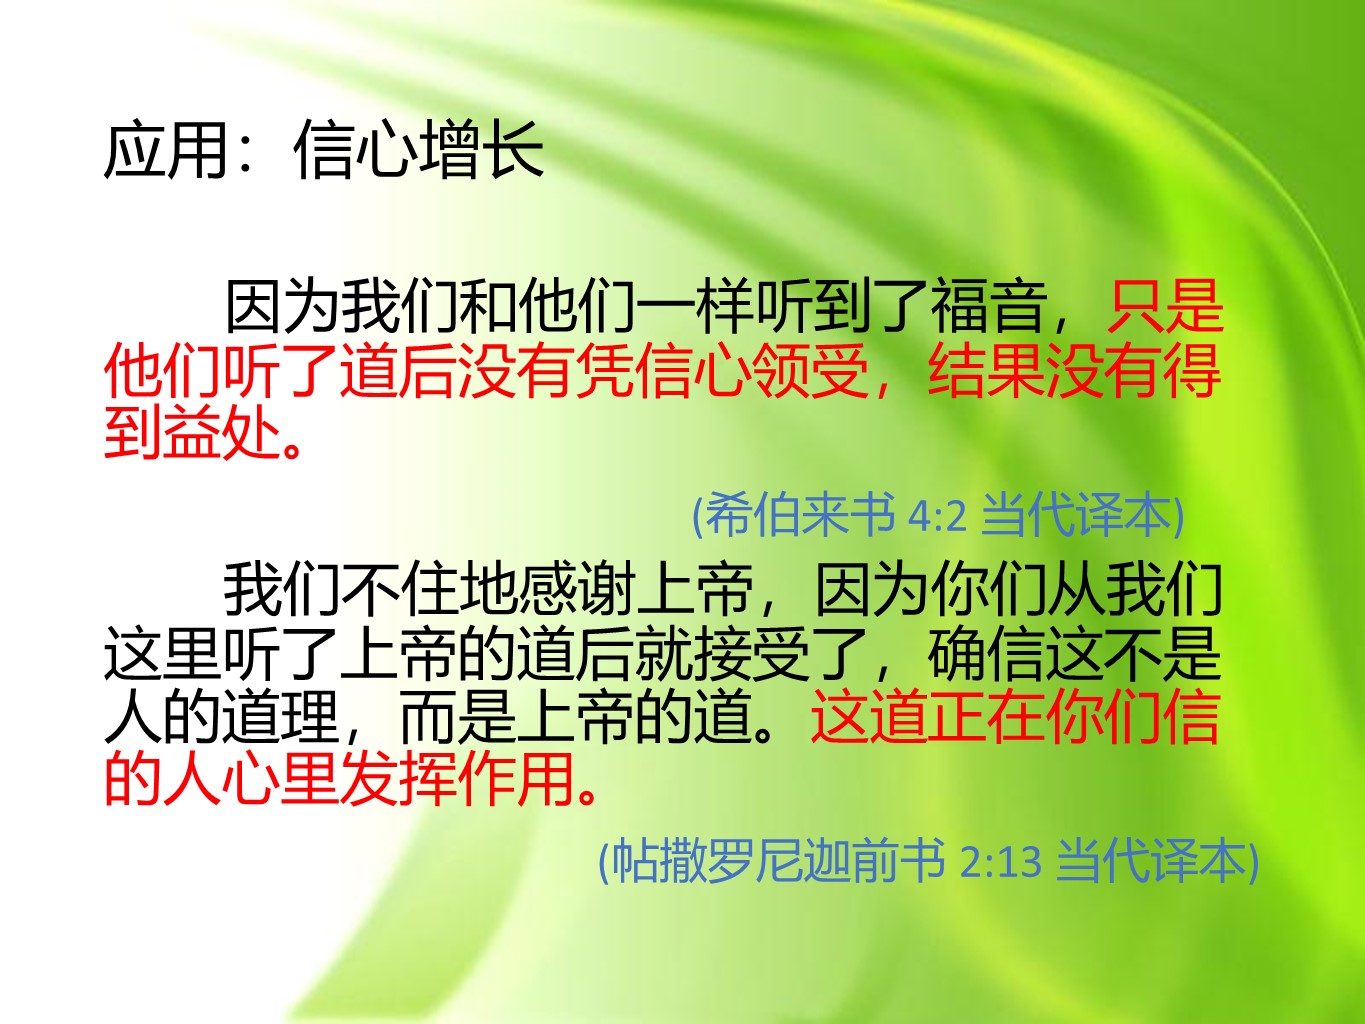 应用：信心增长
因为我们和他们一样听到了福音，只是
他们听了道后没有凭信心领受，结果没有得
到益处。
(希伯来书 4:2 当代译本)
我们不住地感谢上帝，因为你们从我们
这里听了上帝的道后就接受了，确信这不是
人的道理，而是上帝的道。这道正在你们信
的人心里发挥作用。
(帖撒罗尼迦前书 2:13 当代译本)